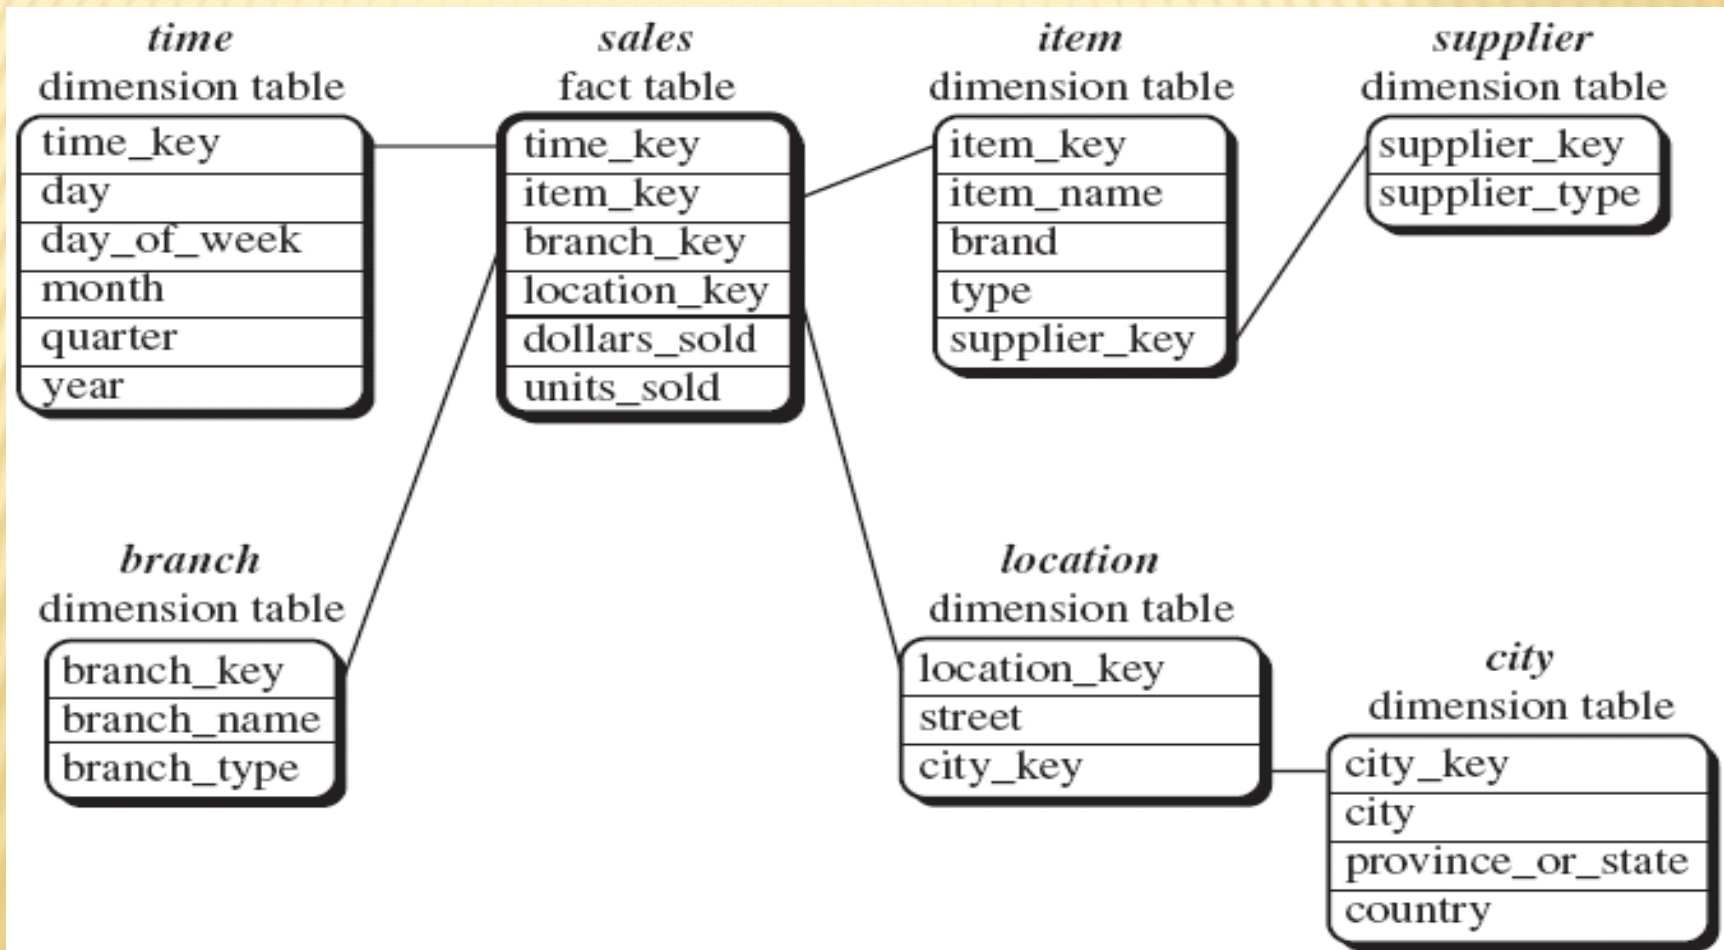 time
dimension table
time_key
day
day_of_week
month
quarter
year
sales
fact table
time_key
item_key
branch_key
location_key
dollars_sold
units_sold
item
dimension table
item_key
item_name
brand
type
supplier_key
supplier
dimension table
supplier_key
supplier_type
branch
dimension table
branch_key
branch_name
branch_type
location
dimension table
location_key
street
city_key
city
dimension table
city_key
city
province_or_state
country